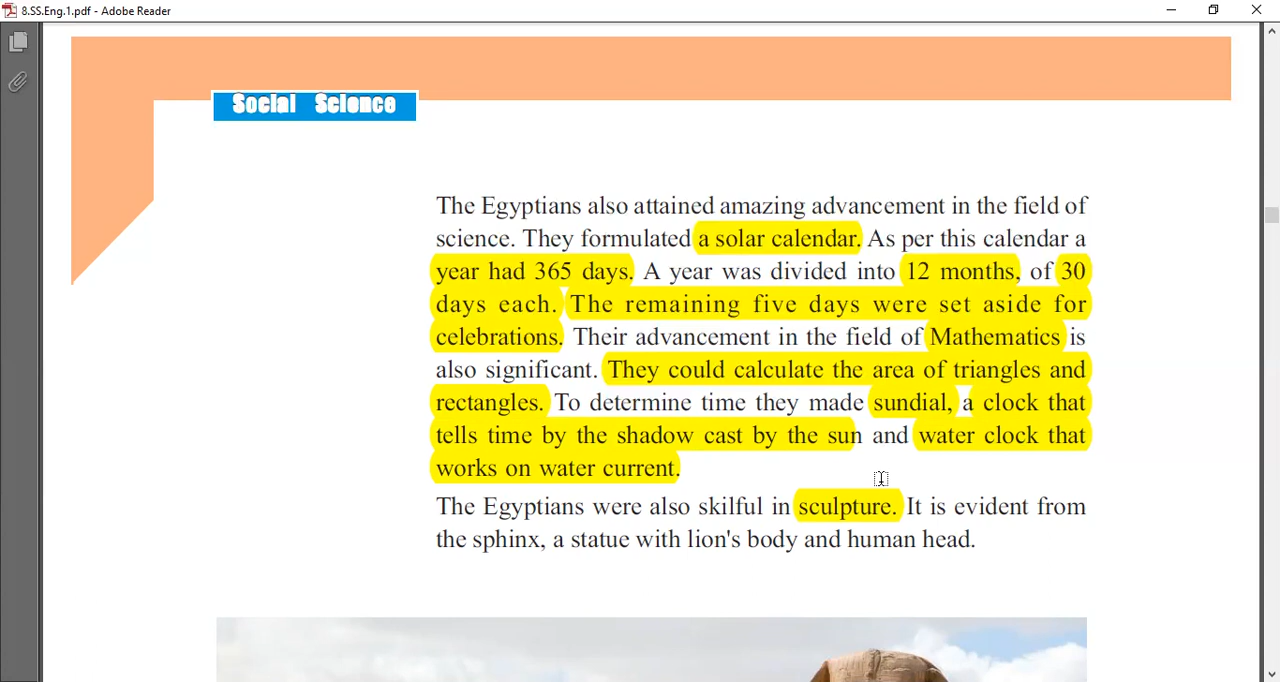 8.SS.Eng.1.pdf - Adobe Reader
Social Science
The Egyptians also attained amazing advancement in the field of
science. They formulated a solar calendar. As per this calendar a
year had 365 days. A year was divided into 12 months, of 30
days each. The remaining five days were set aside for
celebrations. Their advancement in the field of Mathematics is
also significant. They could calculate the area of triangles and
rectangles. To determine time they made sundial, a clock that
tells time by the shadow cast by the sun and water clock that
works on water current.
The Egyptians were also skilful in sculpture. It is evident from
the sphinx, a statue with lion's body and human head.